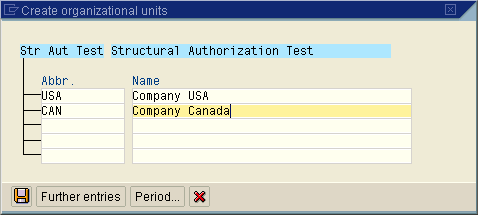 Create organizational units
Str Aut Test Structural Authorization Test
Abbr. Name
USA Company USA
CAN Company Canada
Further entries Period...